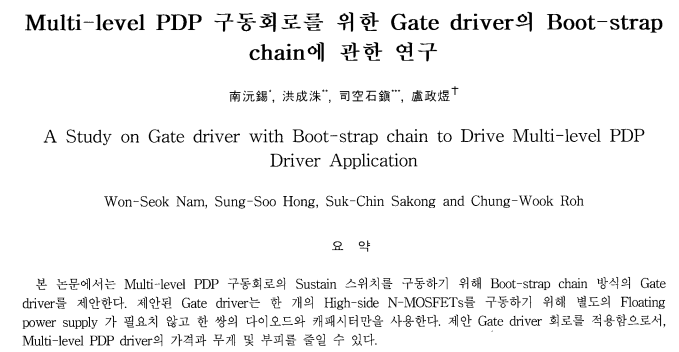 Multi-level PDP 구동회로를 위한 Gate driver의 Boot-strap
chain에 관한 연구
南沅錫*, 洪成洙**, 司空石鎭***, 盧政煜†
A Study on Gate driver with Boot-strap chain to Drive Multi-level PDP
Driver Application
Won-Seok Nam, Sung-Soo Hong, Suk-Chin Sakong and Chung-Wook Roh
요 약
본 논문에서는 Multi-level PDP 구동회로의 Sustain 스위치를 구동하기 위해 Boot-strap chain 방식의 Gate
driver를 제안한다. 제안된 Gate driver는 한 개의 High-side N-MOSFETs를 구동하기 위해 별도의 Floating
power supply 가 필요치 않고 한 쌍의 다이오드와 캐패시터만을 사용한다. 제안 Gate driver 회로를 적용함으로서,
Multi-level PDP driver의 가격과 무게 및 부피를 줄일 수 있다.